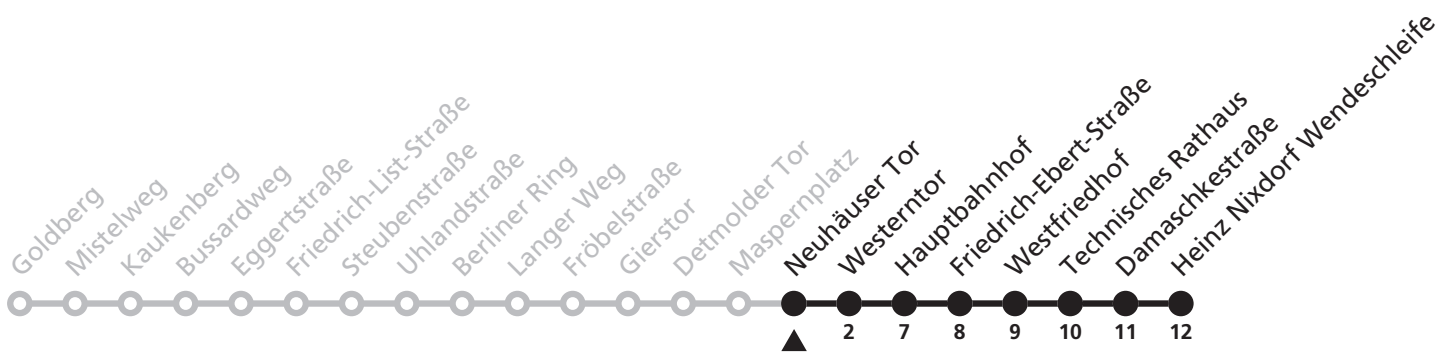 Goldberg
Mistelweg
Kaukenberg
Bussardweg
Eggertstraße
Friedrich-List-Straße
Steubenstraße
Uhlandstraße
Berliner Ring
Langer Weg
Fröbelstraße
Gierstor
Detmolder Tor
Maspernplatz
Neuhäuser Tor
Westerntor
Hauptbahnhof
Friedrich-Ebert-Straße
Westfriedhof
Technisches Rathaus
Damaschkestraße
Heinz Nixdorf Wendeschleife
2 7 8 9 10 11 12